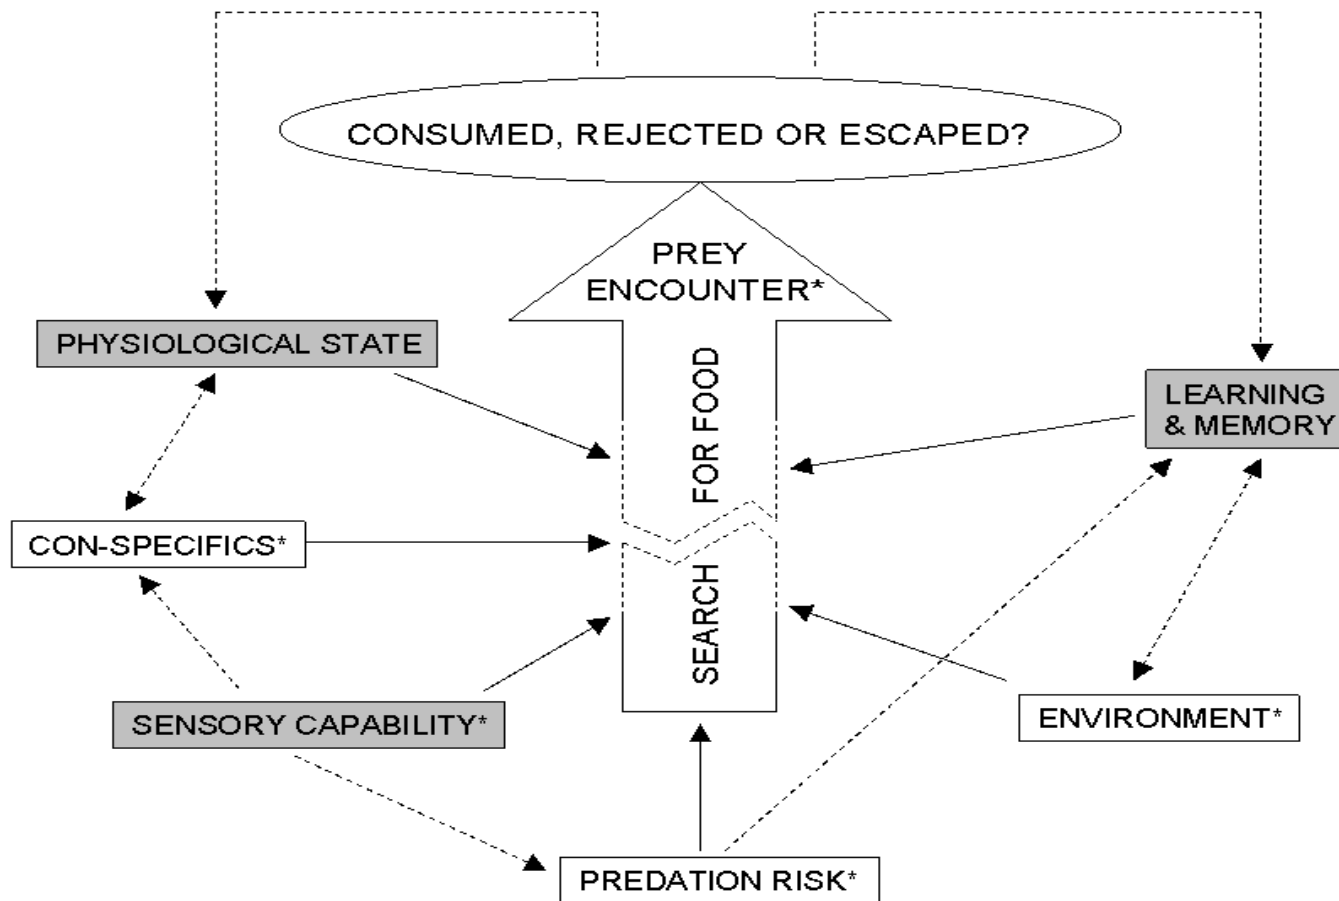 CONSUMED, REJECTED OR ESCAPED?
PREY
ENCOUNTER*
PHYSIOLOGICAL STATE
SEARCH FOR FOOD
LEARNING
& MEMORY
CON-SPECIFICS*
SENSORY CAPABILITY*
ENVIRONMENT*
PREDATION RISK*